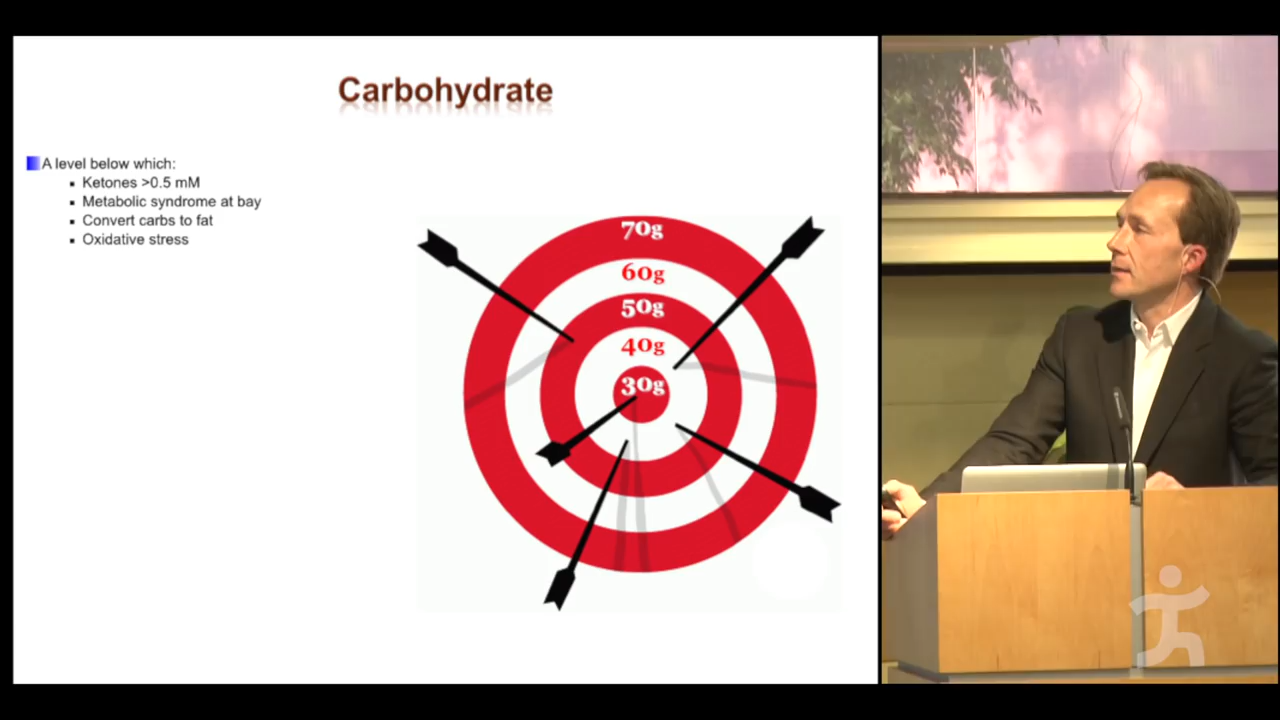 Carbohydrate
A level below which:
Ketones >0.5 mM
Metabolic syndrome at bay
Convert carbs to fat
Oxidative stress
70g
60g
50g
40g
30g